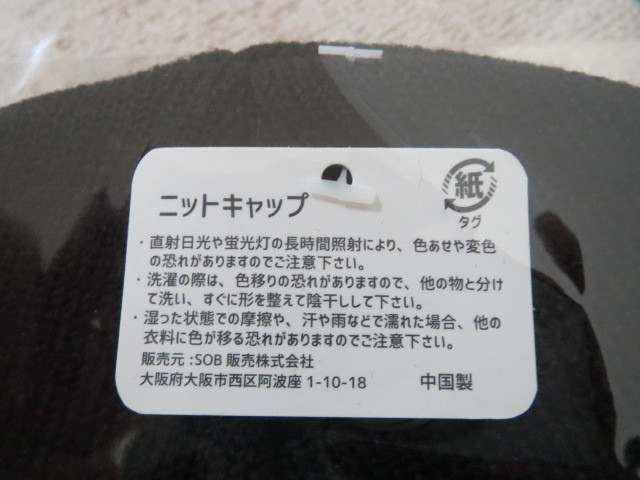 ニットキャップ
紙
タグ
・直射日光や蛍光灯の長時間照射により、色あせや変色
の恐れがありますのでご注意下さい。
・洗濯の際は、色移りの恐れがありますので、他の物と分け
て洗い、すぐに形を整えて陰干しして下さい。
・湿った状態での摩擦や、汗や雨などで濡れた場合、他の
衣料に色が移る恐れがありますのでご注意下さい。
販売元:SOB 販売株式会社
大阪府大阪市西区阿波座 1-10-18 中国製